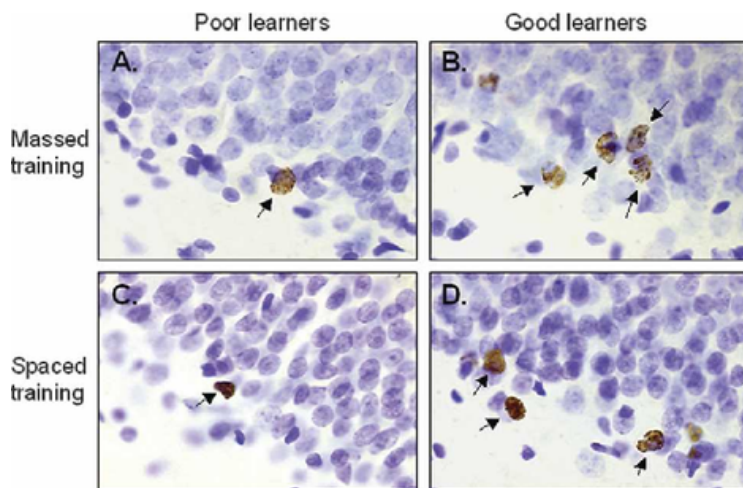 Poor learners
Good learners
Massed training
A.
B.
Spaced training
C.
D.